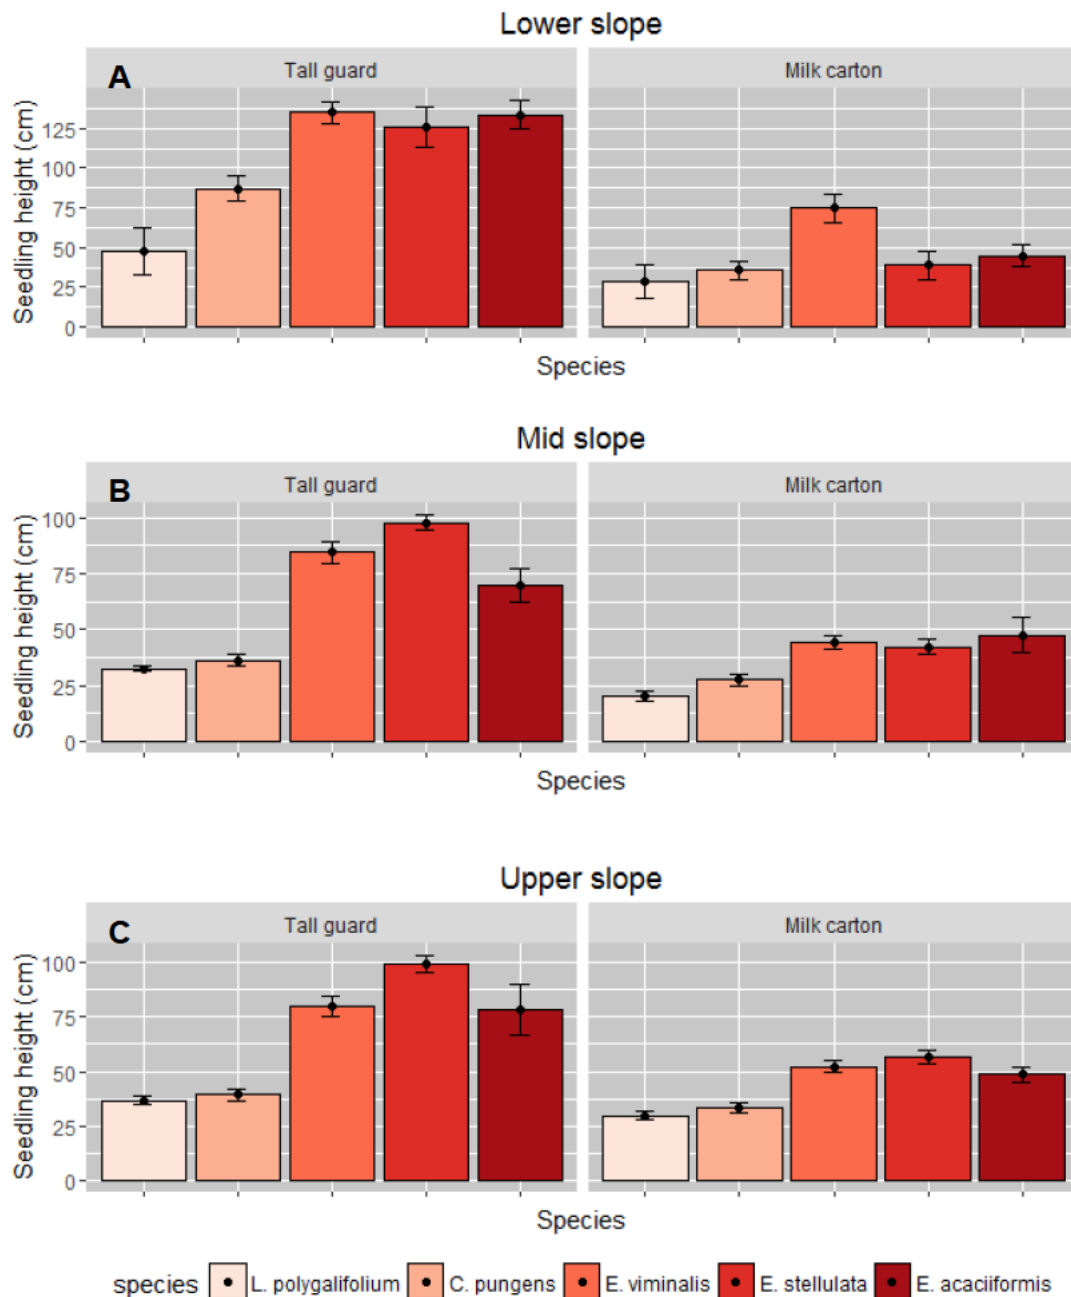 Lower slope
A
Tall guard
Milk carton
Seedling height (cm)
125
100
75
50
25
0
Species
Mid slope
B
Tall guard
Milk carton
Seedling height (cm)
100
75
50
25
0
Species
Upper slope
C
Tall guard
Milk carton
Seedling height (cm)
100
75
50
25
0
Species
species L. polygalifolium C. pungens E. viminalis E. stellulata E. acaciiformis